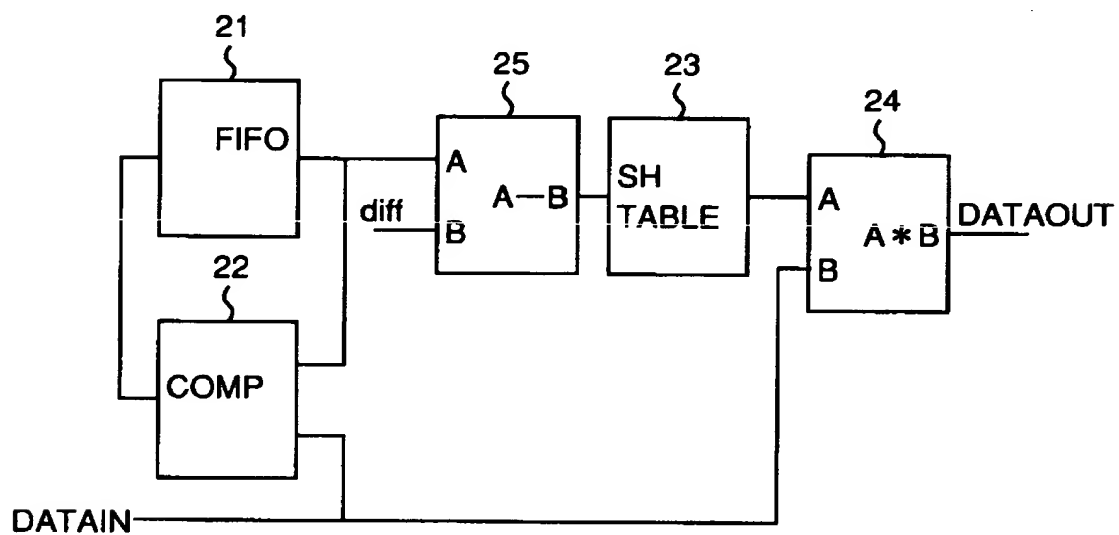 21
FIFO
25
A
diff
B
A—B
23
SH
TABLE
24
A
B
A*B
DATAOUT
22
COMP
DATAIN